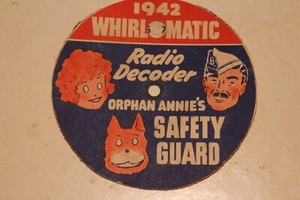 1942
WHIRL-O-MATIC
Radio
Decoder
ORPHAN ANNIE'S
SAFETY
GUARD